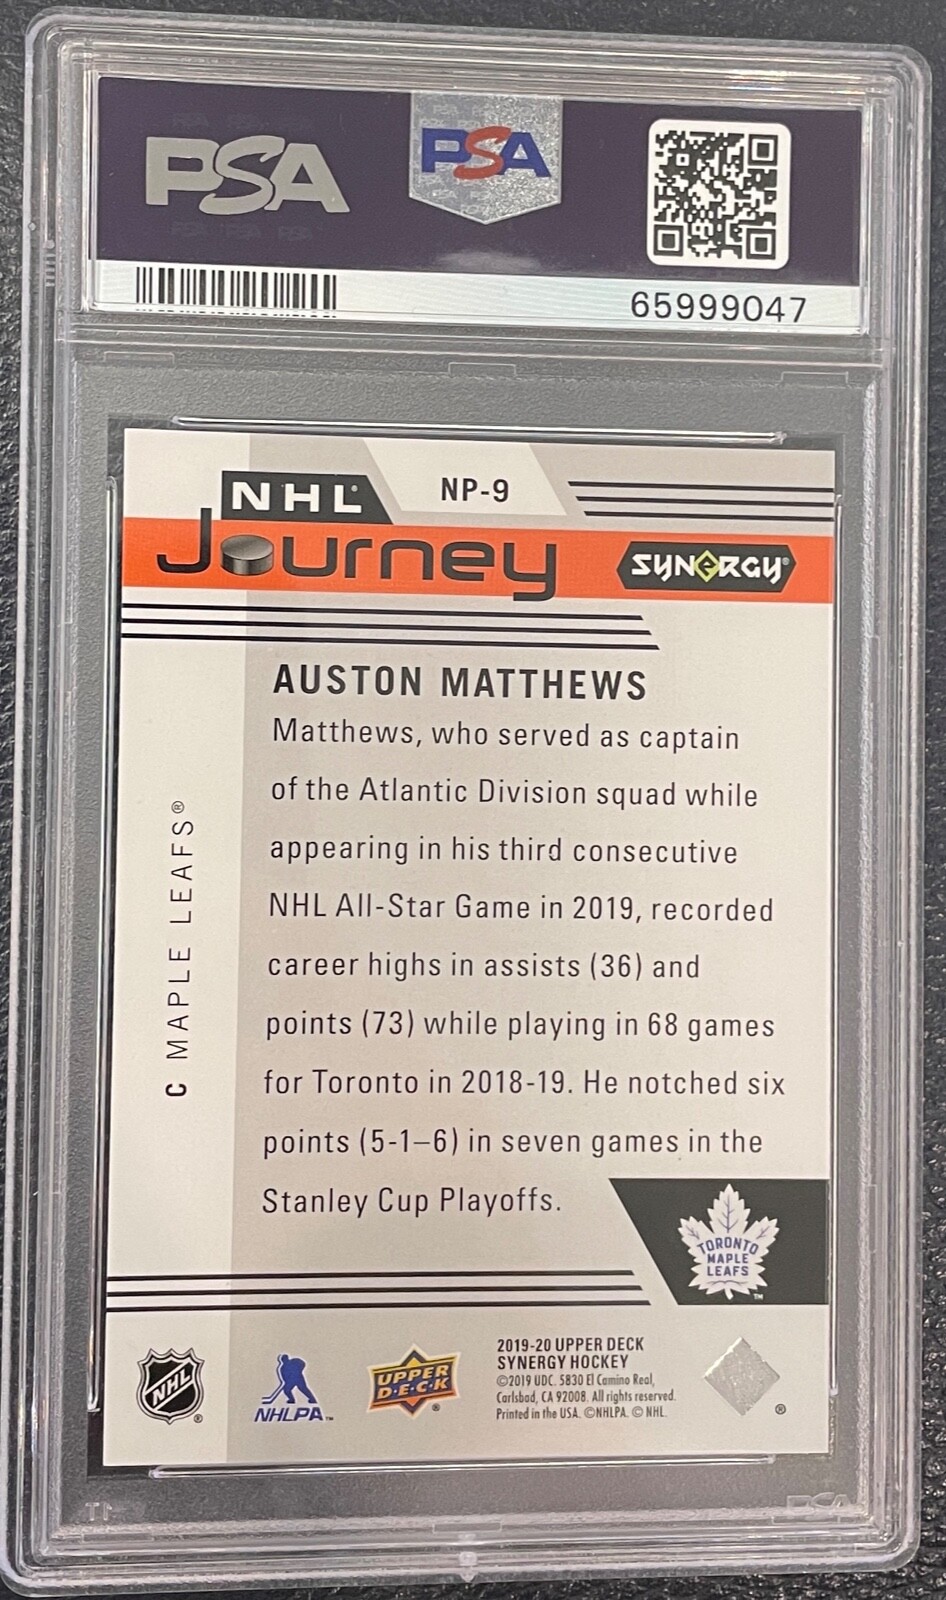 PSA
PSA
65999047
NHL®
NP-9
Journey
SYNERGY®
AUSTON MATTHEWS
Matthews, who served as captain
of the Atlantic Division squad while
appearing in his third consecutive
NHL All-Star Game in 2019, recorded
career highs in assists (36) and
points (73) while playing in 68 games
for Toronto in 2018-19. He notched six
points (5-1–6) in seven games in the
Stanley Cup Playoffs.
C MAPLE LEAFS®
TORONTO
MAPLE
LEAFS
™
NHL®
NHLPA™
UPPER
DECK®
2019-20 UPPER DECK
SYNERGY HOCKEY
©2019 UDC. 5830 El Camino Real,
Carlsbad, CA 92008. All rights reserved.
Printed in the USA. ©NHLPA. © NHL.
®
PSA